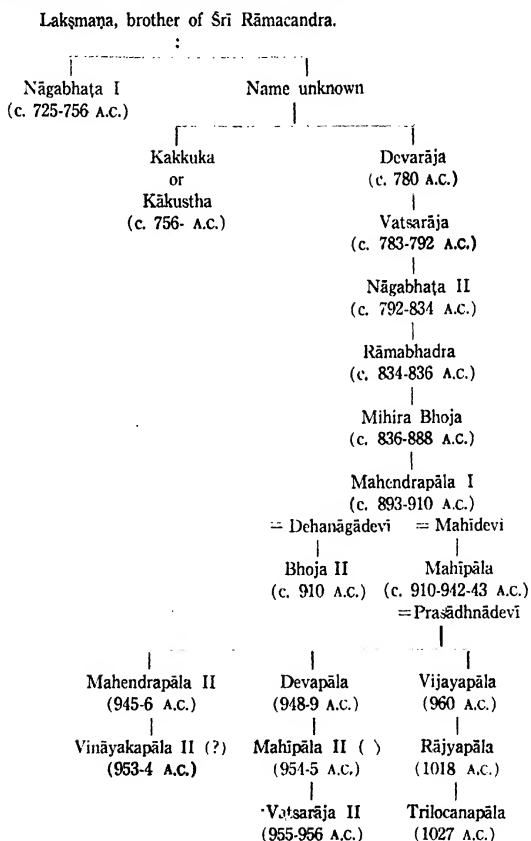 Lakṣmaṇa, brother of Śrī Rāmacandra.
Nāgabhaṭa I Name unknown
(c. 725-756 A.C.)
Kakkuka Devarāja
or (c. 780 A.C.)
Kākustha
(c. 756- A.C.)
Vatsarāja
(c. 783-792 A.C.)
Nāgabhaṭa II
(c. 792-834 A.C.)
Rāmabhadra
(c. 834-836 A.C.)
Mihira Bhoja
(c. 836-888 A.C.)
Mahendrapāla I
(c. 893-910 A.C.)
= Dehanāgādevī = Mahīdevi
Bhoja II Mahīpāla
(c. 910 A.C.) (c. 910-942-43 A.C.)
=Prasādhnādevī
Mahendrapāla II Devapāla Vijayapāla
(945-6 A.C.) (948-9 A.C.) (960 A.C.)
Vināyakapāla II (?) Mahīpāla II ( ) Rājyapāla
(953-4 A.C.) (954-5 A.C.) (1018 A.C.)
Vatsarāja II Trilocanapāla
(955-956 A.C.) (1027 A.C.)